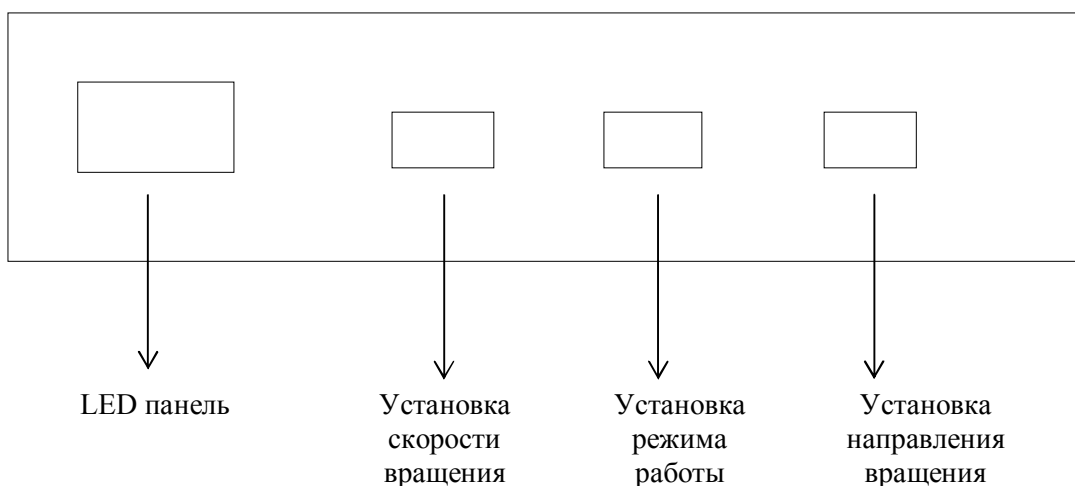 LED панель
Установка
скорости
вращения
Установка
режима
работы
Установка
направления
вращения